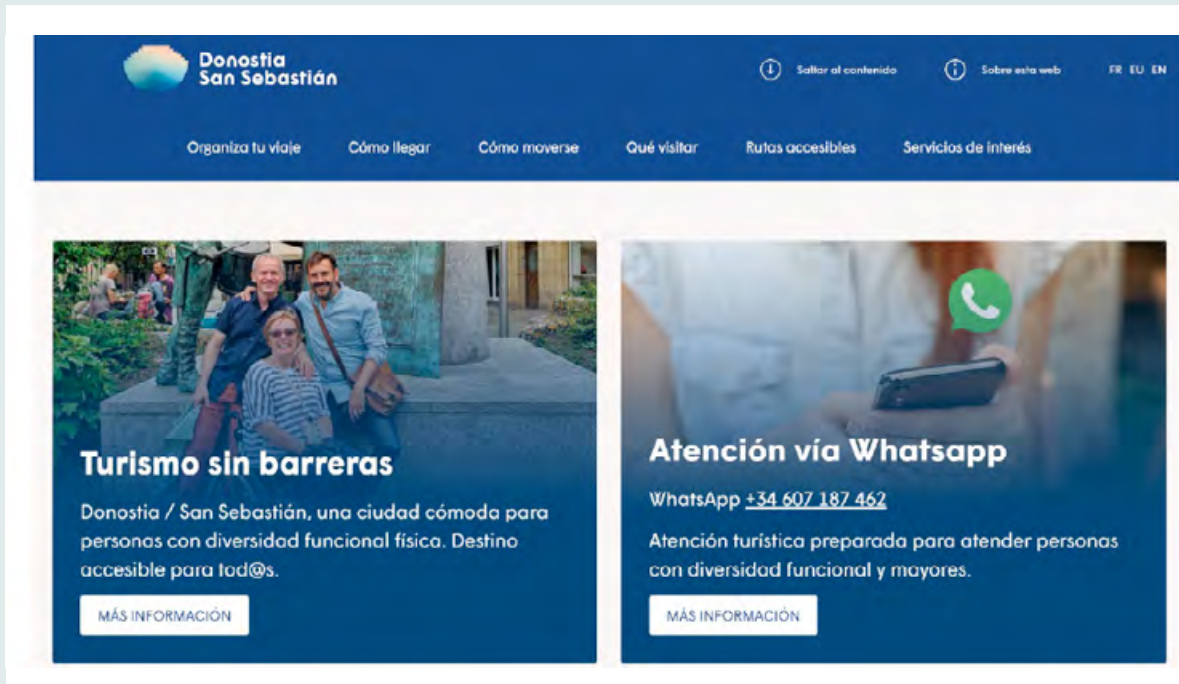 Donostia
San Sebastián
Saltar al contenido
Sobre esta web
FR EU EN
Organiza tu viaje
Cómo llegar
Cómo moverse
Qué visitar
Rutas accesibles
Servicios de interés
Turismo sin barreras
Donostia / San Sebastián, una ciudad cómoda para
personas con diversidad funcional física. Destino
accesible para tod@s.
MÁS INFORMACIÓN
Atención vía Whatsapp
WhatsApp +34 607 187 462
Atención turística preparada para atender personas
con diversidad funcional y mayores.
MÁS INFORMACIÓN